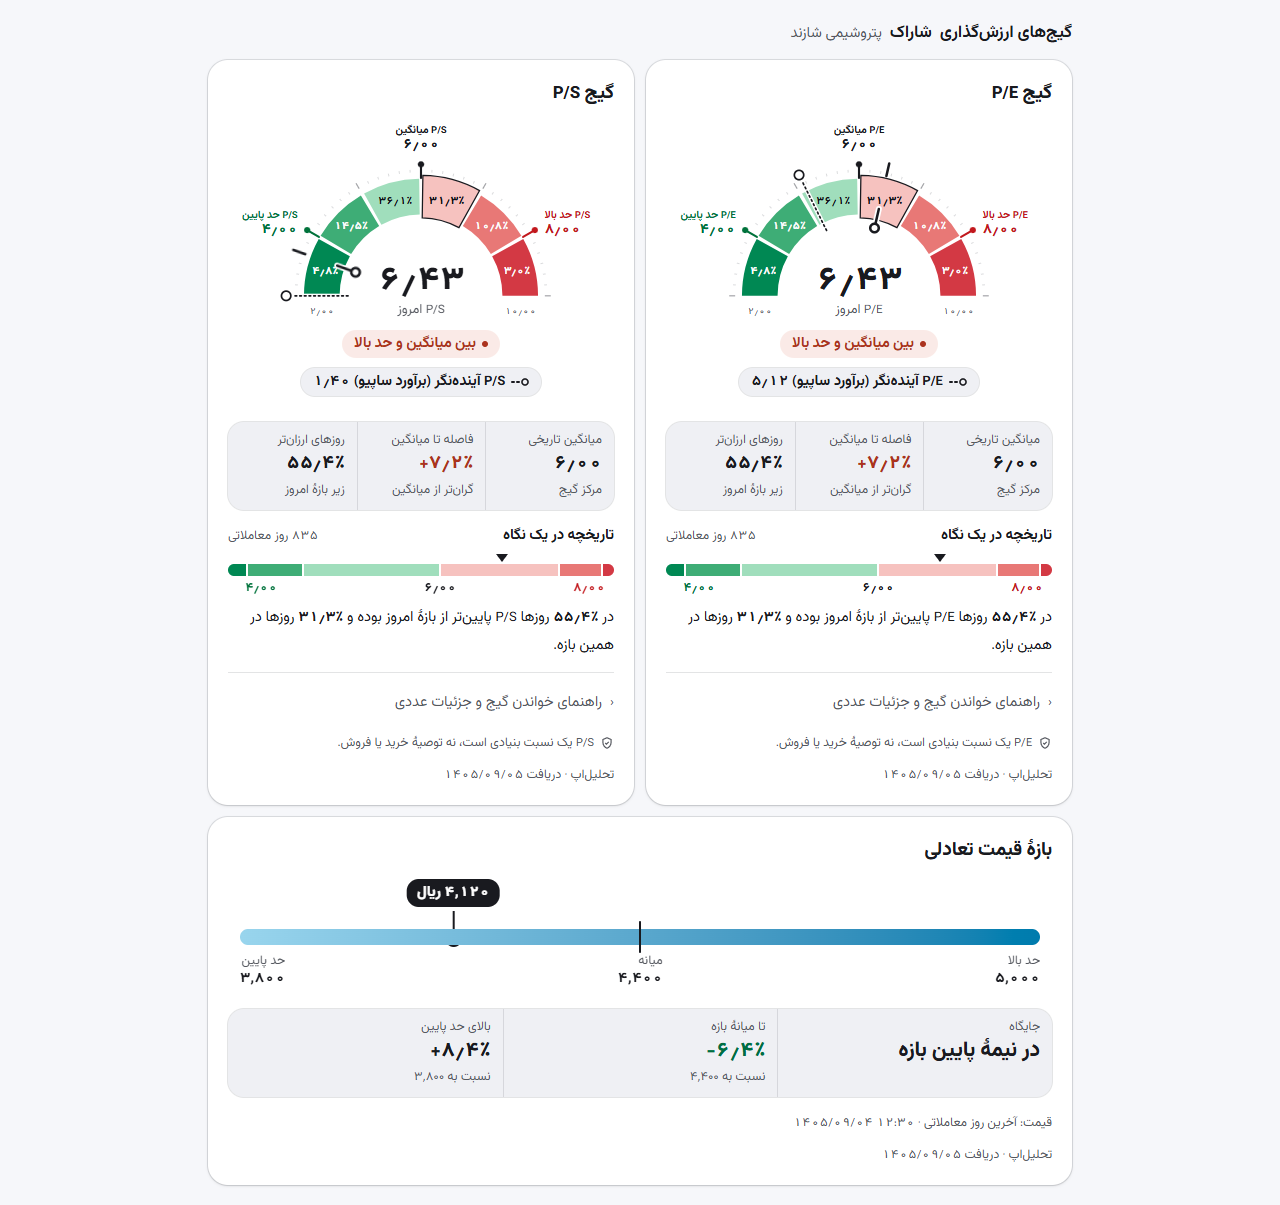 گیج‌های ارزش‌گذاری شاراک پتروشیمی شازند
گیج P/E
P/E میانگین
۶٫۰۰
۳۶٫۱٪
۳۱٫۳٪
۱۴٫۵٪
۱۰٫۸٪
۴٫۸٪
۳٫۰٪
P/E حد پایین
۴٫۰۰
P/E حد بالا
۸٫۰۰
۶٫۴۳
P/E امروز
۲٫۰۰
۱۰٫۰۰
بین میانگین و حد بالا
P/E آینده‌نگر (برآورد ساپیو) ۵٫۱۲
میانگین تاریخی
۶٫۰۰
مرکز گیج
فاصله تا میانگین
+۷٫۲٪
گران‌تر از میانگین
روزهای ارزان‌تر
۵۵٫۴٪
زیر بازهٔ امروز
تاریخچه در یک نگاه
۸۳۵ روز معاملاتی
۸٫۰۰
۶٫۰۰
۴٫۰۰
در ۵۵٫۴٪ روزها P/E پایین‌تر از بازهٔ امروز بوده و ۳۱٫۳٪ روزها در
همین بازه.
‹ راهنمای خواندن گیج و جزئیات عددی
P/E یک نسبت بنیادی است، نه توصیهٔ خرید یا فروش.
تحلیل‌اپ · دریافت ۱۴۰۵/۰۹/۰۵
گیج P/S
P/S میانگین
۶٫۰۰
۳۶٫۱٪
۳۱٫۳٪
۱۴٫۵٪
۱۰٫۸٪
۴٫۸٪
۳٫۰٪
P/S حد پایین
۴٫۰۰
P/S حد بالا
۸٫۰۰
۶٫۴۳
P/S امروز
۲٫۰۰
۱۰٫۰۰
بین میانگین و حد بالا
P/S آینده‌نگر (برآورد ساپیو) ۱٫۴۰
میانگین تاریخی
۶٫۰۰
مرکز گیج
فاصله تا میانگین
+۷٫۲٪
گران‌تر از میانگین
روزهای ارزان‌تر
۵۵٫۴٪
زیر بازهٔ امروز
تاریخچه در یک نگاه
۸۳۵ روز معاملاتی
۸٫۰۰
۶٫۰۰
۴٫۰۰
در ۵۵٫۴٪ روزها P/S پایین‌تر از بازهٔ امروز بوده و ۳۱٫۳٪ روزها در
همین بازه.
‹ راهنمای خواندن گیج و جزئیات عددی
P/S یک نسبت بنیادی است، نه توصیهٔ خرید یا فروش.
تحلیل‌اپ · دریافت ۱۴۰۵/۰۹/۰۵
بازهٔ قیمت تعادلی
۴,۱۲۰ ریال
حد بالا
۵,۰۰۰
میانه
۴,۴۰۰
حد پایین
۳,۸۰۰
جایگاه
در نیمهٔ پایین بازه
تا میانهٔ بازه
-۶٫۴٪
نسبت به ۴,۴۰۰
بالای حد پایین
+۸٫۴٪
نسبت به ۳,۸۰۰
قیمت: آخرین روز معاملاتی · ۱۴۰۵/۰۹/۰۴ ۱۲:۳۰
تحلیل‌اپ · دریافت ۱۴۰۵/۰۹/۰۵